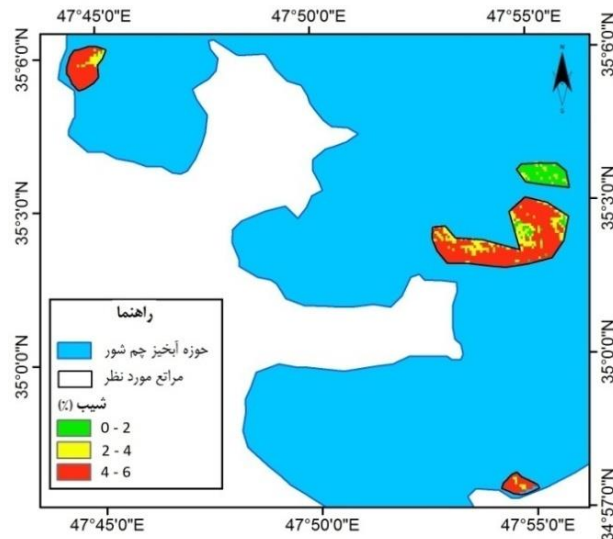 47°45'0"E 47°50'0"E 47°55'0"E
35°6'0"N 35°6'0"N
N
35°3'0"N 35°3'0"N
راهنما
حوزه آبخیز چم شور
مراتع مورد نظر
شیب (%)
0 - 2
2 - 4
4 - 6
35°0'0"N 35°0'0"N
34°57'0"N
47°45'0"E 47°50'0"E 47°55'0"E